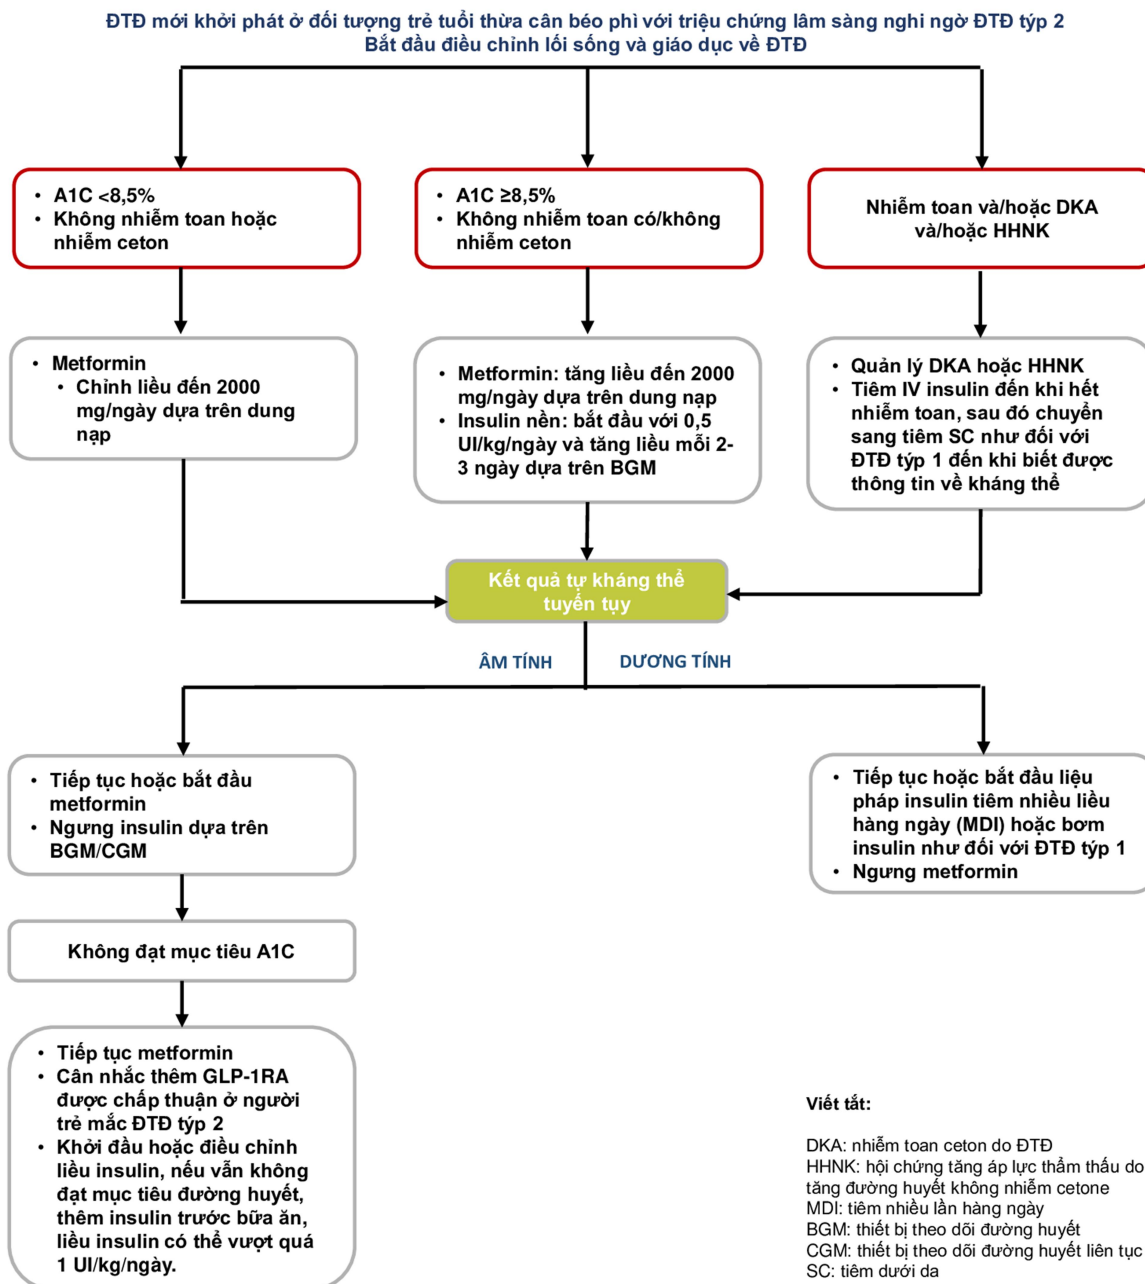 ĐTĐ mới khởi phát ở đối tượng trẻ tuổi thừa cân béo phì với triệu chứng lâm sàng nghi ngờ ĐTĐ týp 2
Bắt đầu điều chỉnh lối sống và giáo dục về ĐTĐ
• A1C <8,5%
• Không nhiễm toan hoặc
nhiễm ceton
• A1C ≥8,5%
• Không nhiễm toan có/không
nhiễm ceton
Nhiễm toan và/hoặc DKA
và/hoặc HHNK
• Metformin
• Chỉnh liều đến 2000
mg/ngày dựa trên dung
nạp
• Metformin: tăng liều đến 2000
mg/ngày dựa trên dung nạp
• Insulin nền: bắt đầu với 0,5
UI/kg/ngày và tăng liều mỗi 2-
3 ngày dựa trên BGM
• Quản lý DKA hoặc HHNK
• Tiêm IV insulin đến khi hết
nhiễm toan, sau đó chuyển
sang tiêm SC như đối với
ĐTĐ týp 1 đến khi biết được
thông tin về kháng thể
Kết quả tự kháng thể
tuyến tụy
ÂM TÍNH
DƯƠNG TÍNH
• Tiếp tục hoặc bắt đầu
metformin
• Ngưng insulin dựa trên
BGM/CGM
• Tiếp tục hoặc bắt đầu liệu
pháp insulin tiêm nhiều liều
hàng ngày (MDI) hoặc bơm
insulin như đối với ĐTĐ týp 1
• Ngưng metformin
Không đạt mục tiêu A1C
• Tiếp tục metformin
• Cân nhắc thêm GLP-1RA
được chấp thuận ở người
trẻ mắc ĐTĐ týp 2
• Khởi đầu hoặc điều chỉnh
liều insulin, nếu vẫn không
đạt mục tiêu đường huyết,
thêm insulin trước bữa ăn,
liều insulin có thể vượt quá
1 UI/kg/ngày.
Viết tắt:
DKA: nhiễm toan ceton do ĐTĐ
HHNK: hội chứng tăng áp lực thẩm thấu do
tăng đường huyết không nhiễm cetone
MDI: tiêm nhiều lần hàng ngày
BGM: thiết bị theo dõi đường huyết
CGM: thiết bị theo dõi đường huyết liên tục
SC: tiêm dưới da